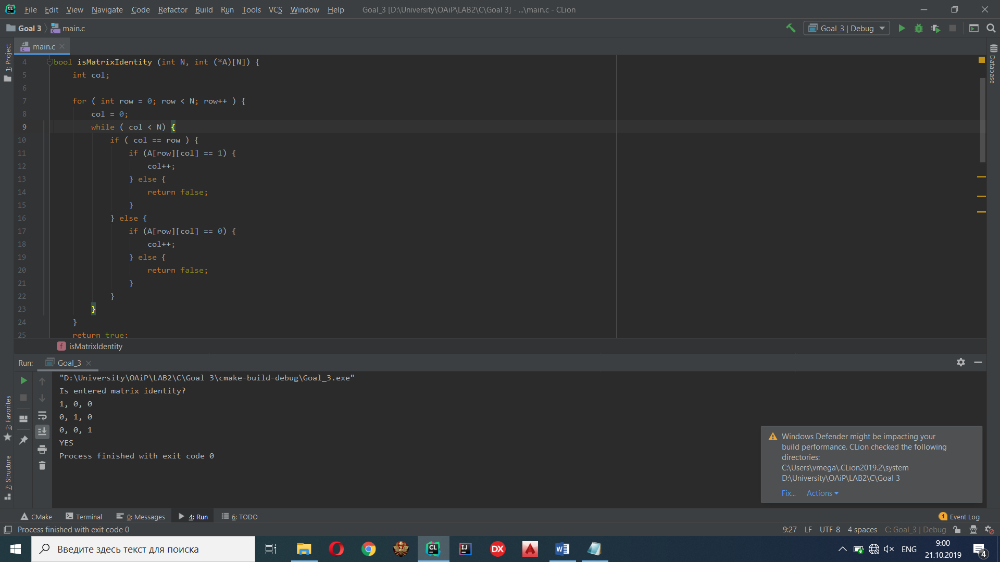 File Edit View Navigate Code Refactor Build Run Tools VCS Window Help Goal_3 [D:\University\OAiP\LAB2\C\Goal 3] - ...\main.c - CLion
Goal 3 main.c Goal_3 | Debug
main.c
1: Project
Database
4 bool isMatrixIdentity (int N, int (*A)[N]) {
5     int col;
6
7     for ( int row = 0; row < N; row++ ) {
8         col = 0;
9         while ( col < N) {
10             if ( col == row ) {
11                 if (A[row][col] == 1) {
12                     col++;
13                 } else {
14                     return false;
15                 }
16             } else {
17                 if (A[row][col] == 0) {
18                     col++;
19                 } else {
20                     return false;
21                 }
22             }
23         }
24     }
25     return true;
f isMatrixIdentity
Run: Goal_3
"D:\University\OAiP\LAB2\C\Goal 3\cmake-build-debug\Goal_3.exe"
Is entered matrix identity?
1, 0, 0
0, 1, 0
0, 0, 1
YES
Process finished with exit code 0
2: Favorites
7: Structure
Windows Defender might be impacting your
build performance. CLion checked the following
directories:
C:\Users\vmega\.CLion2019.2\system
D:\University\OAiP\LAB2\C\Goal 3
Fix... Actions
CMake Terminal 0: Messages 4: Run 6: TODO 1 Event Log
Process finished with exit code 0 9:27 LF UTF-8 4 spaces C: Goal_3 | Debug
Введите здесь текст для поиска
CL IJ DX W
ENG
9:00
21.10.2019
4